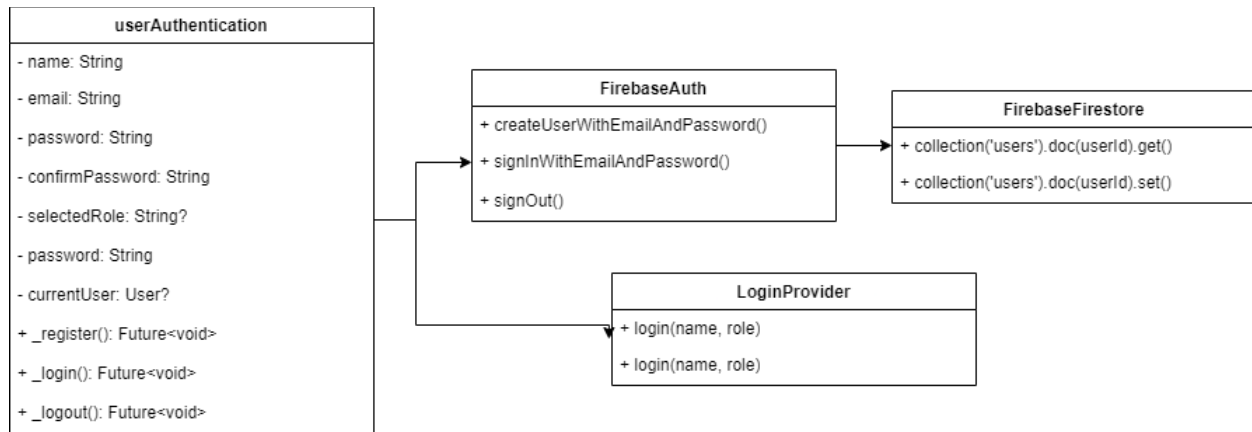 userAuthentication
- name: String
- email: String
- password: String
- confirmPassword: String
- selectedRole: String?
- password: String
- currentUser: User?
+ _register(): Future<void>
+ _login(): Future<void>
+ _logout(): Future<void>
FirebaseAuth
+ createUserWithEmailAndPassword()
+ signInWithEmailAndPassword()
+ signOut()
FirebaseFirestore
+ collection('users').doc(userId).get()
+ collection('users').doc(userId).set()
LoginProvider
+ login(name, role)
+ login(name, role)